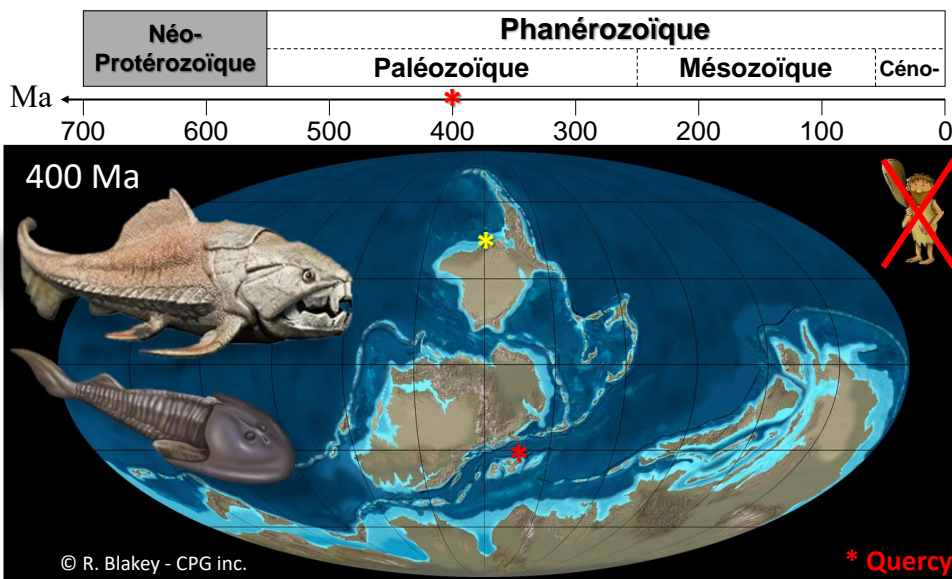 Néo-
Protérozoïque
Phanérozoïque
Paléozoïque
Mésozoïque
Céno-
Ma
*
700 600 500 400 300 200 100 0
400 Ma
*
*
© R. Blakey - CPG inc.
* Quercy